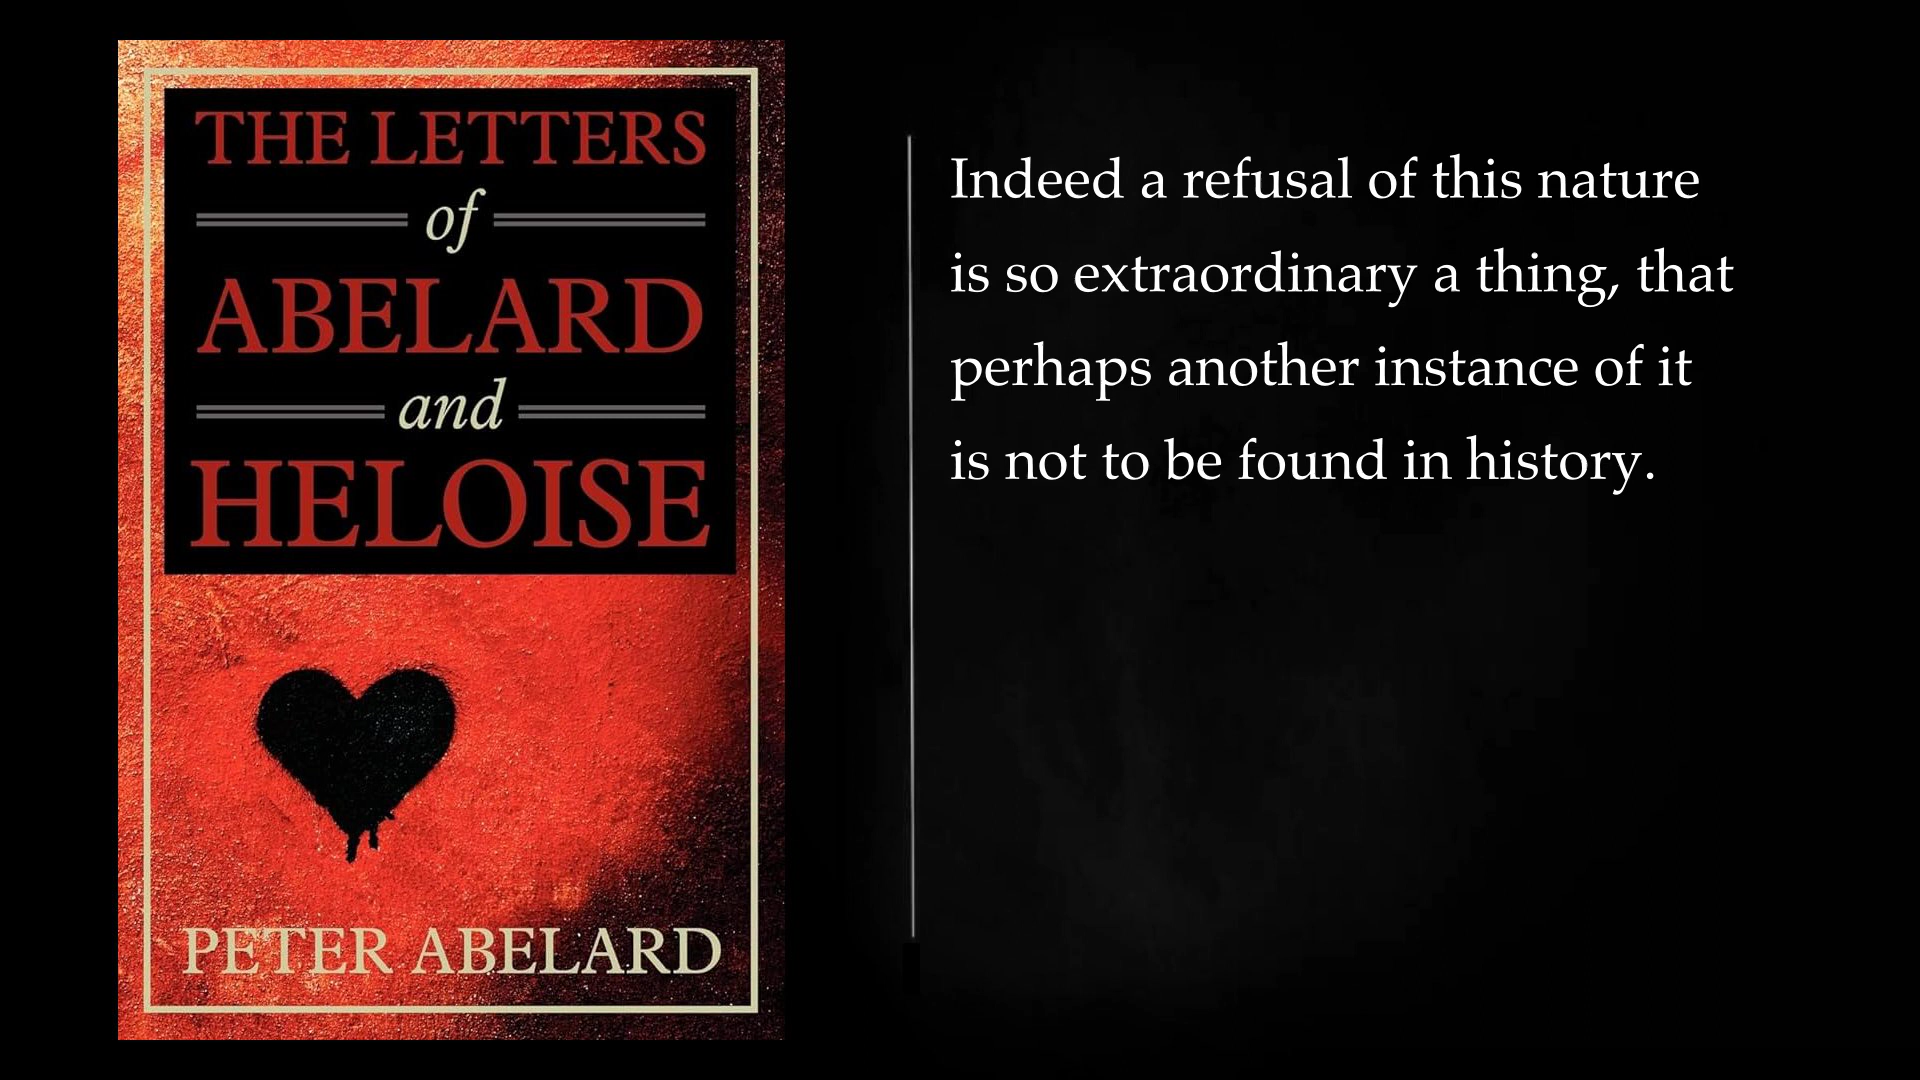 THE LETTERS
of
ABELARD
and
HELOISE
PETER ABELARD
Indeed a refusal of this nature
is so extraordinary a thing, that
perhaps another instance of it
is not to be found in history.